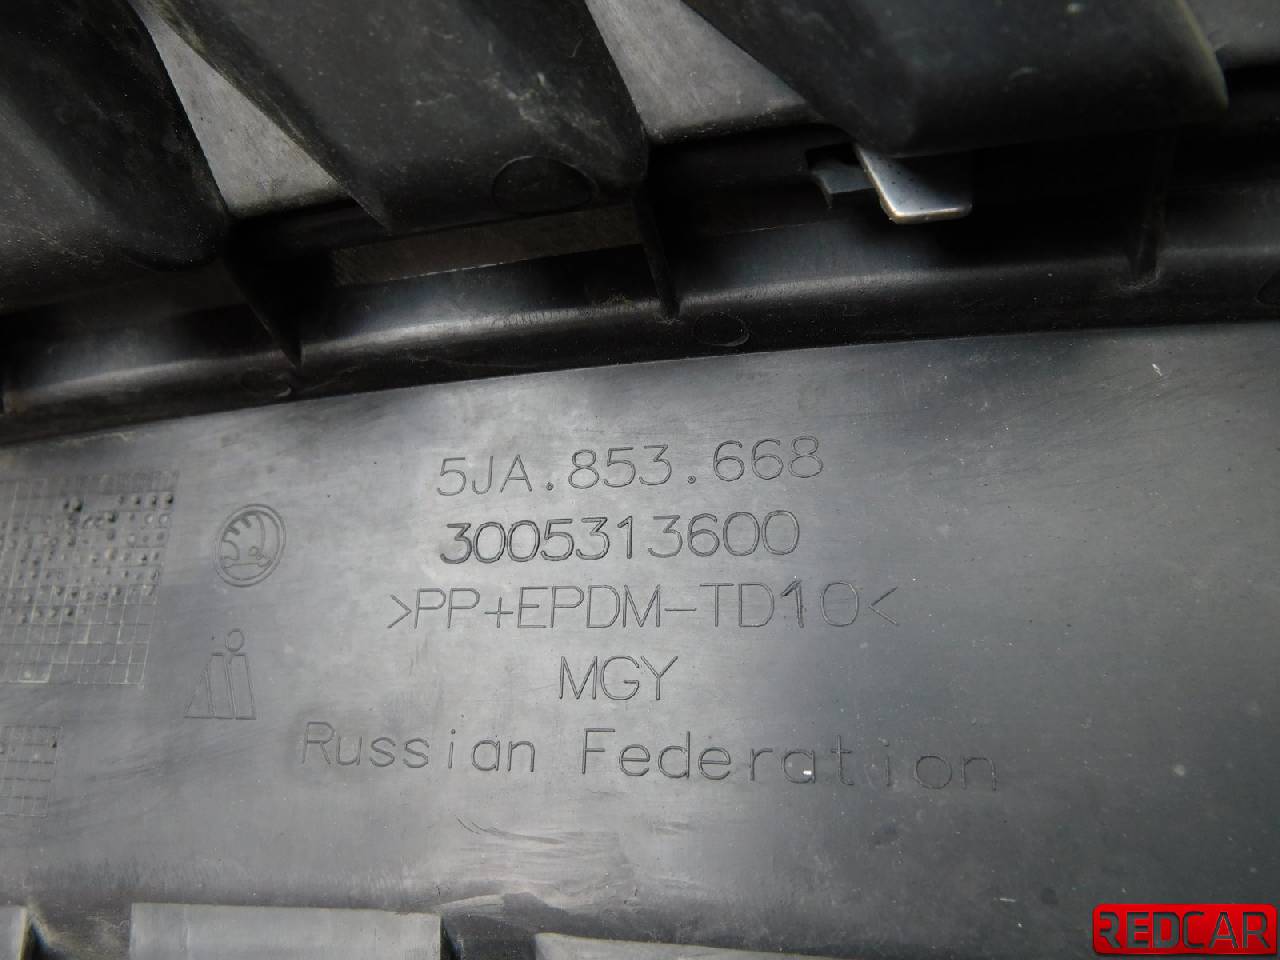 5JA.853.668
3005313600
>PP+EPDM-TD10<
MGY
Russian Federation
REDCAR